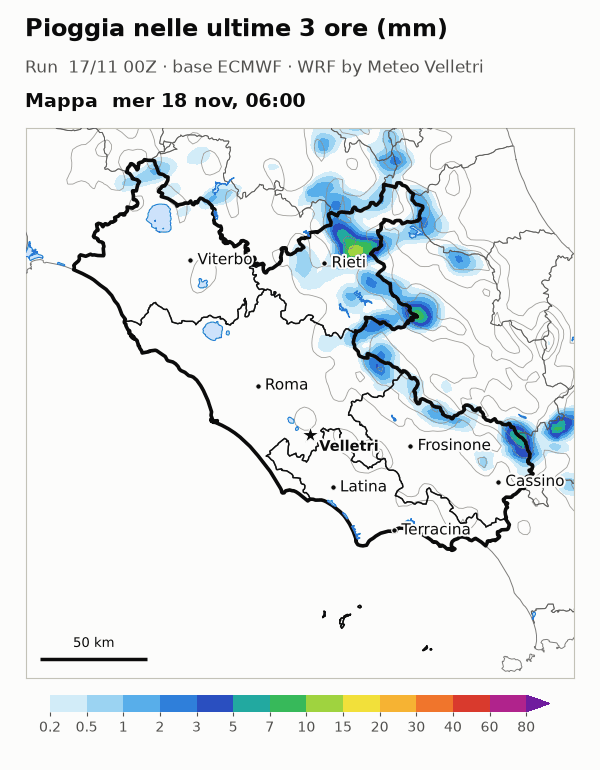 Pioggia nelle ultime 3 ore (mm)
Run  17/11 00Z · base ECMWF · WRF by Meteo Velletri
Mappa  mer 18 nov, 06:00
Viterbo
Rieti
Roma
Velletri
Frosinone
Latina
Cassino
Terracina
50 km
0.2 0.5 1 2 3 5 7 10 15 20 30 40 60 80